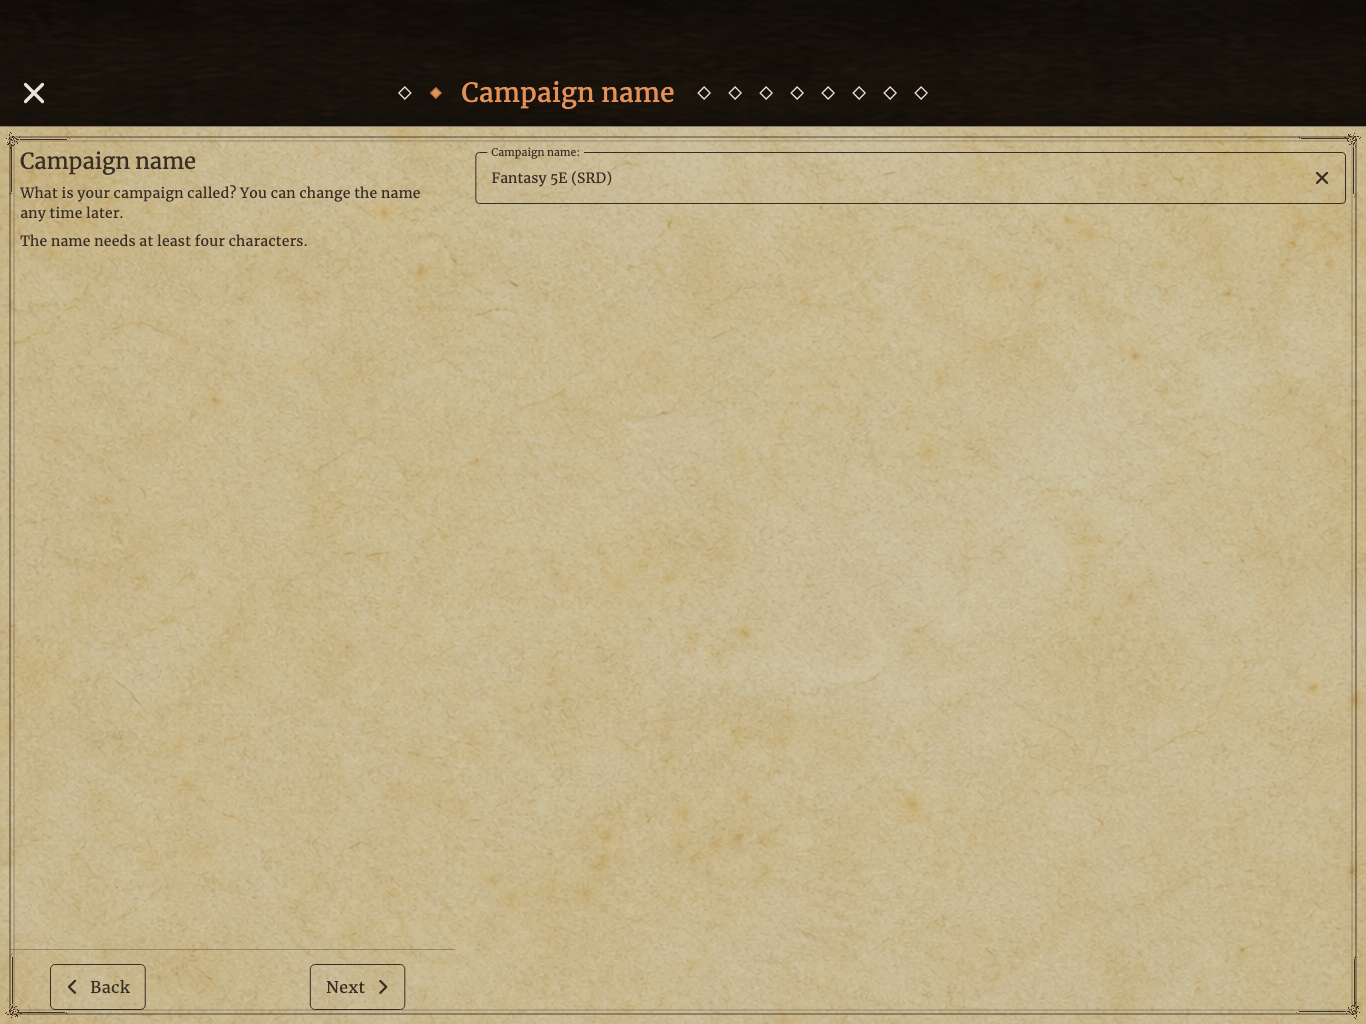 Campaign name
Campaign name
What is your campaign called? You can change the name
any time later.
The name needs at least four characters.
Campaign name:
Fantasy 5E (SRD)
Back
Next